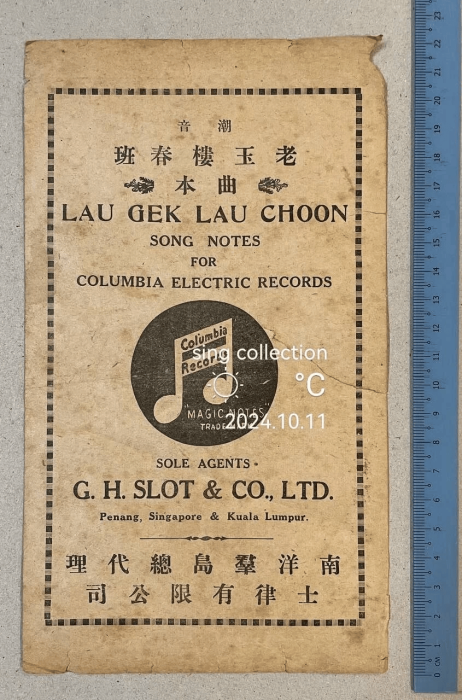 潮音
老玉樓春班
曲本
LAU GEK LAU CHOON
SONG NOTES
FOR
COLUMBIA ELECTRIC RECORDS
Columbia
Records
"MAGIC NOTES"
TRADE
sing collection
°C
2024.10.11
SOLE AGENTS
G. H. SLOT & CO., LTD.
Penang, Singapore & Kuala Lumpur.
南洋羣島總代理
士律有限公司